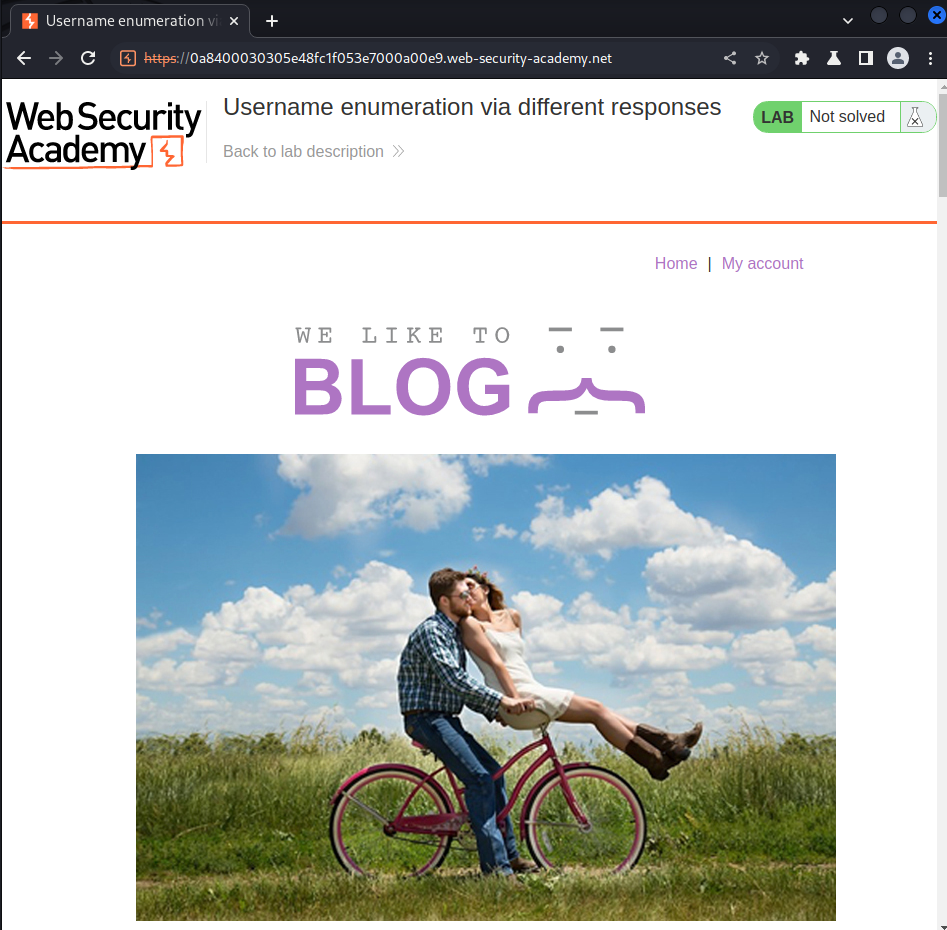 Username enumeration vi
https://0a8400030305e48fc1f053e7000a00e9.web-security-academy.net
Web Security
Academy
Username enumeration via different responses
Back to lab description
LAB Not solved
Home | My account
WE LIKE TO
BLOG